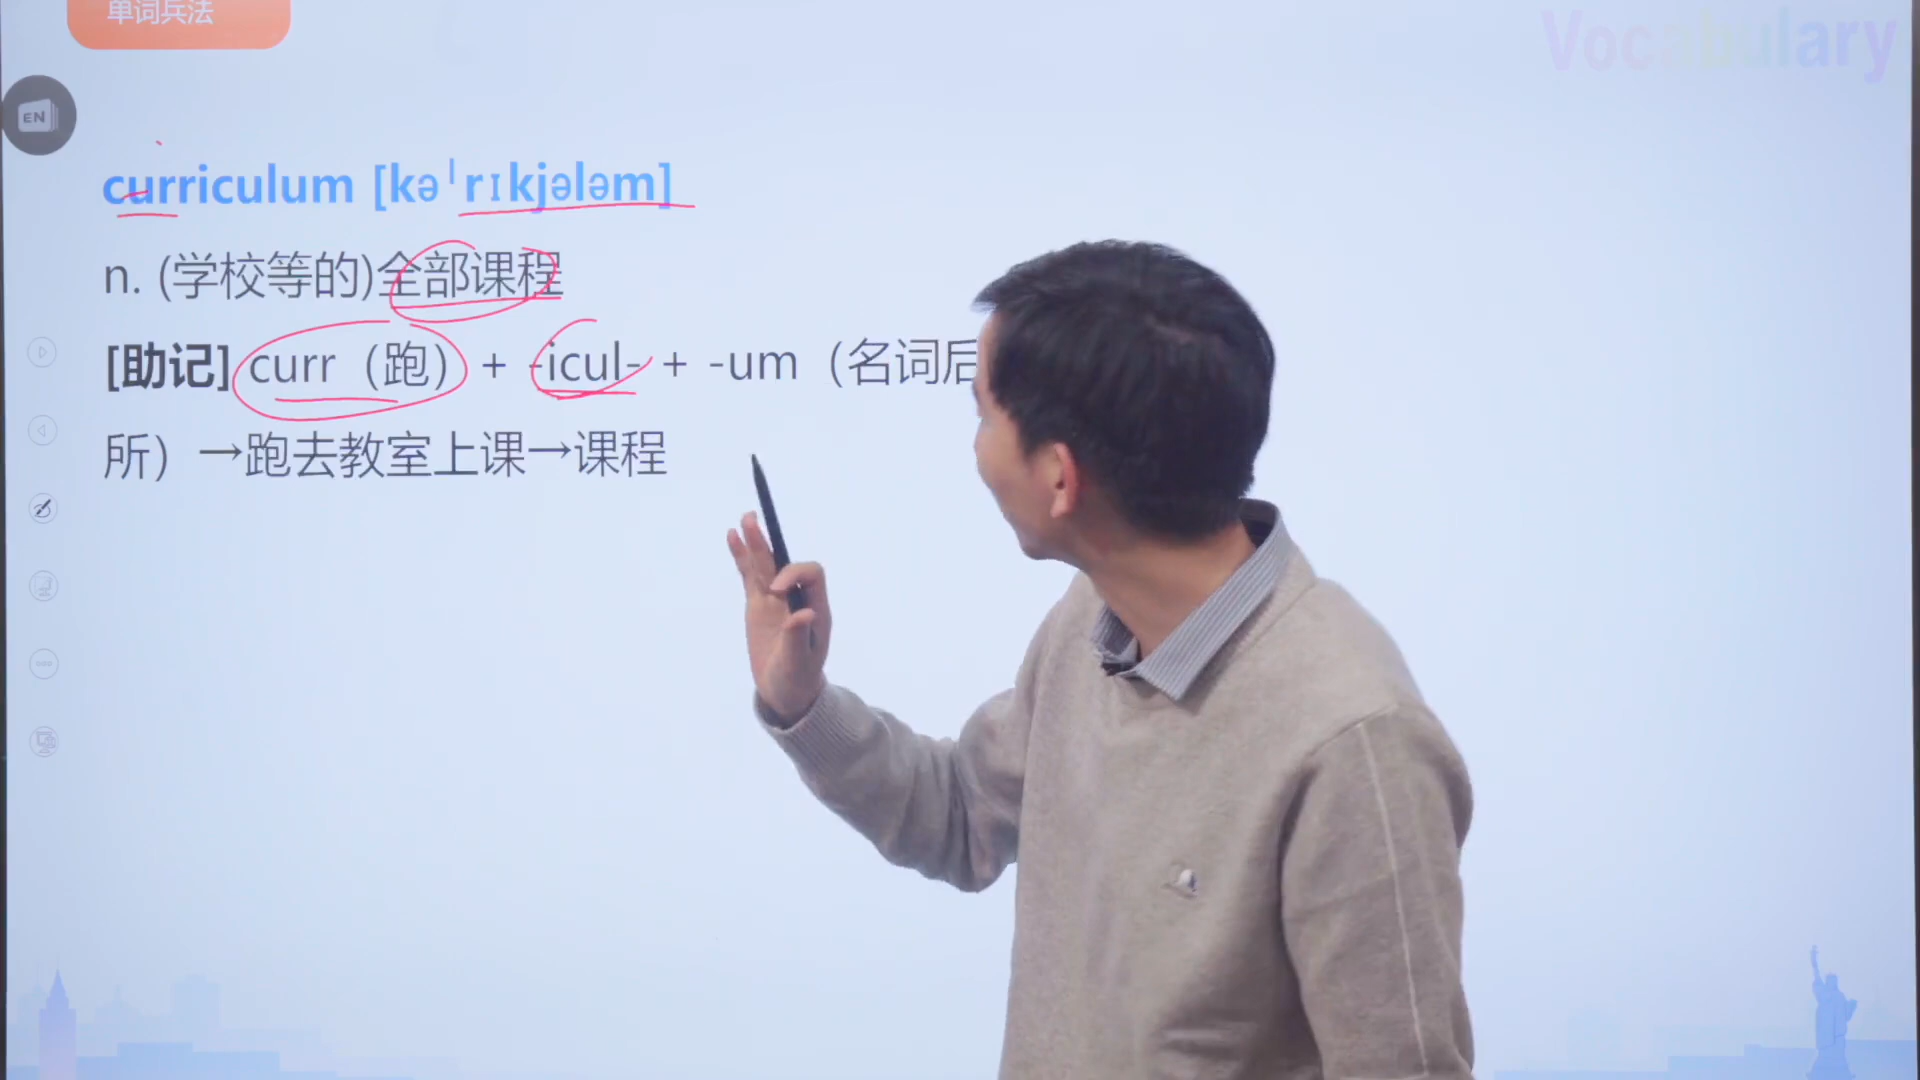 单词兵法
Vocabulary
EN
curriculum [kəˈrɪkjələm]
n. (学校等的)全部课程
[助记] curr（跑）+ -icul- + -um（名词后
所）→跑去教室上课→课程